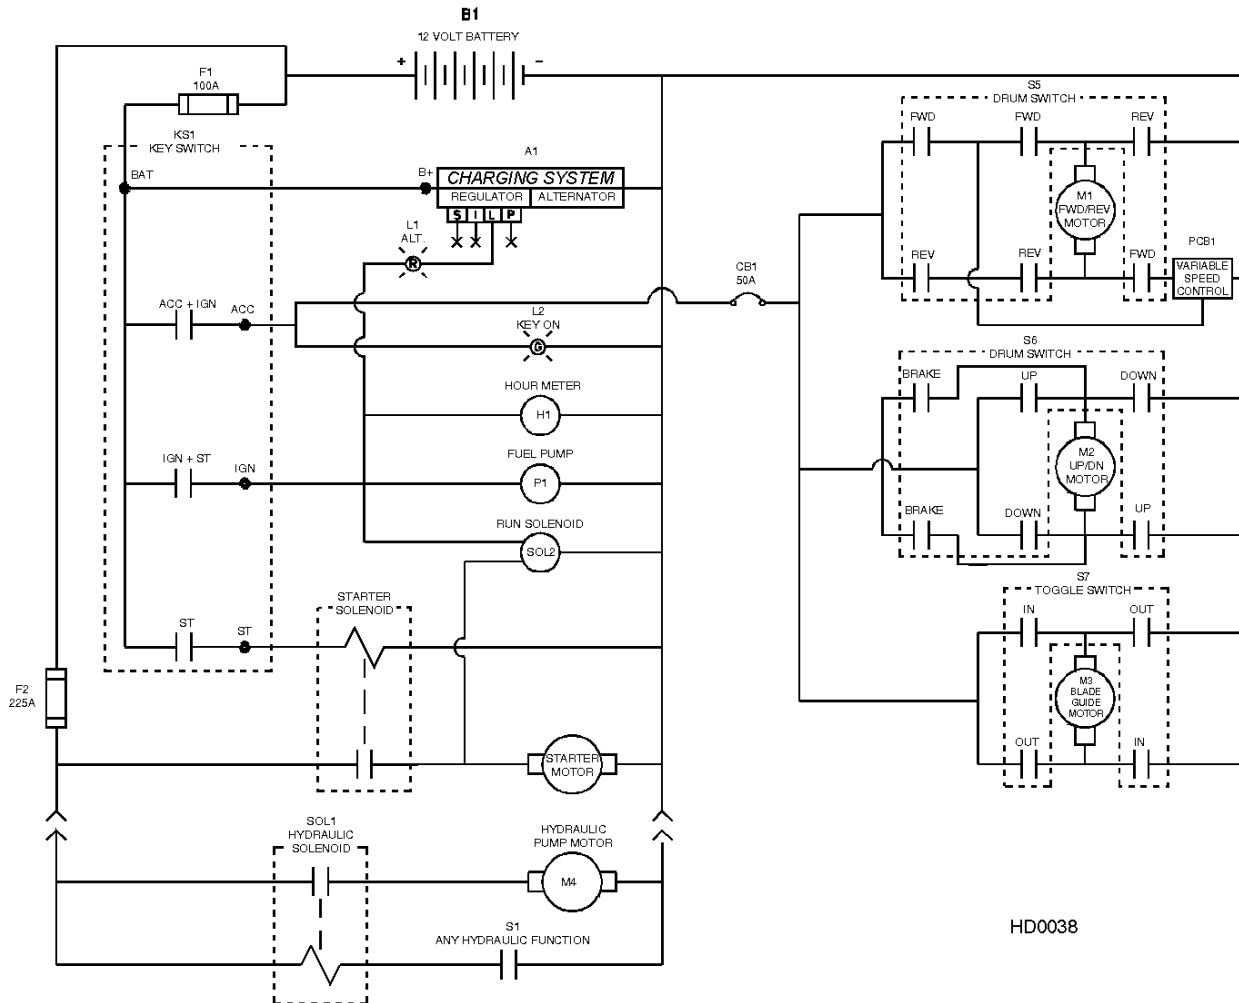 B1
12 VOLT BATTERY
+ −
F1
100A
KS1
KEY SWITCH
BAT
A1
B+
CHARGING SYSTEM
REGULATOR ALTERNATOR
S I L P
L1
ALT.
R
ACC + IGN
ACC
L2
KEY ON
G
HOUR METER
H1
IGN + ST
IGN
FUEL PUMP
P1
RUN SOLENOID
SOL2
ST
ST
STARTER
SOLENOID
F2
225A
STARTER
MOTOR
SOL1
HYDRAULIC
SOLENOID
HYDRAULIC
PUMP MOTOR
M4
S1
ANY HYDRAULIC FUNCTION
CB1
50A
S5
DRUM SWITCH
FWD FWD REV
M1
FWD/REV
MOTOR
REV REV FWD
PCB1
VARIABLE
SPEED
CONTROL
S6
DRUM SWITCH
BRAKE UP DOWN
M2
UP/DN
MOTOR
BRAKE DOWN UP
S7
TOGGLE SWITCH
IN OUT
M3
BLADE
GUIDE
MOTOR
OUT IN
HD0038